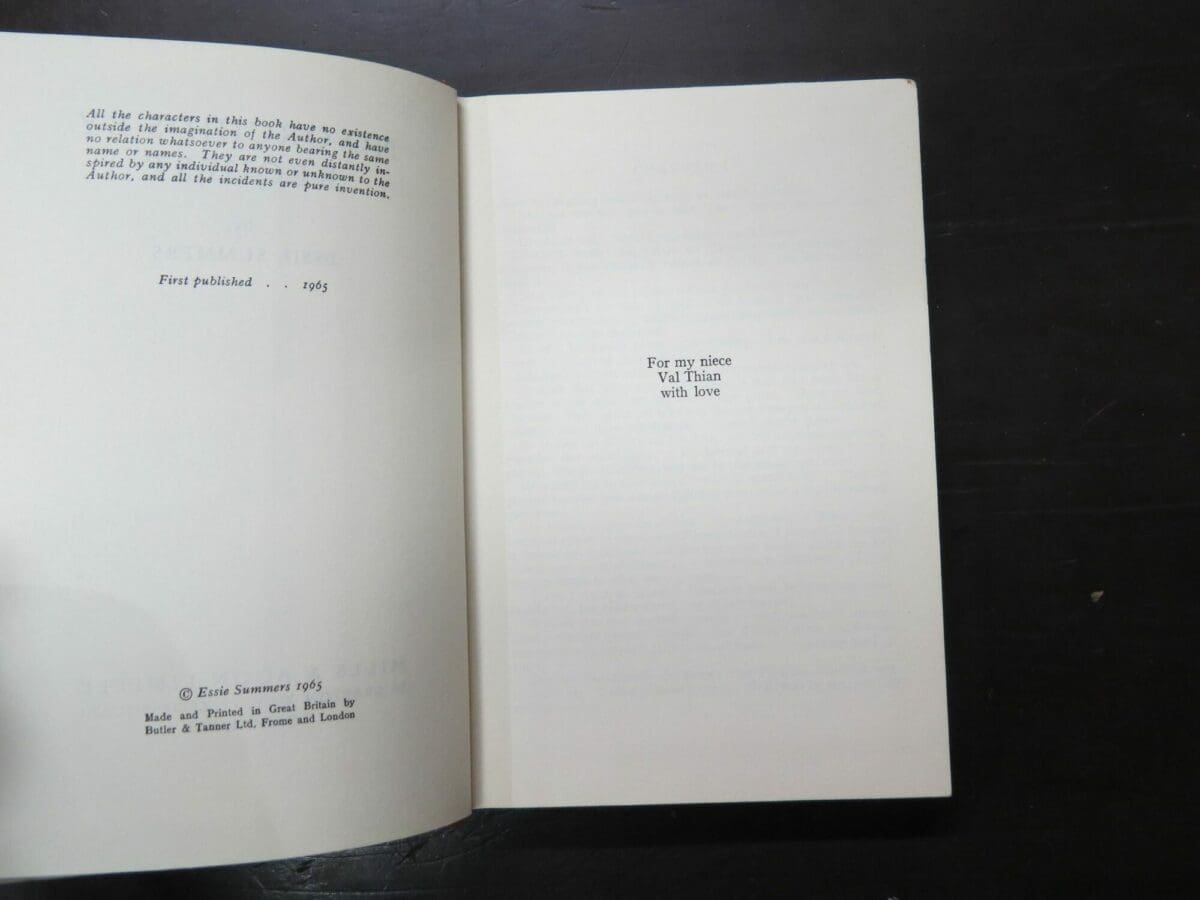 All the characters in this book have no existence
outside the imagination of the Author, and have
no relation whatsoever to anyone bearing the same
name or names. They are not even distantly in-
spired by any individual known or unknown to the
Author, and all the incidents are pure invention.
First published . . 1965
© Essie Summers 1965
Made and Printed in Great Britain by
Butler & Tanner Ltd, Frome and London
For my niece
Val Thian
with love